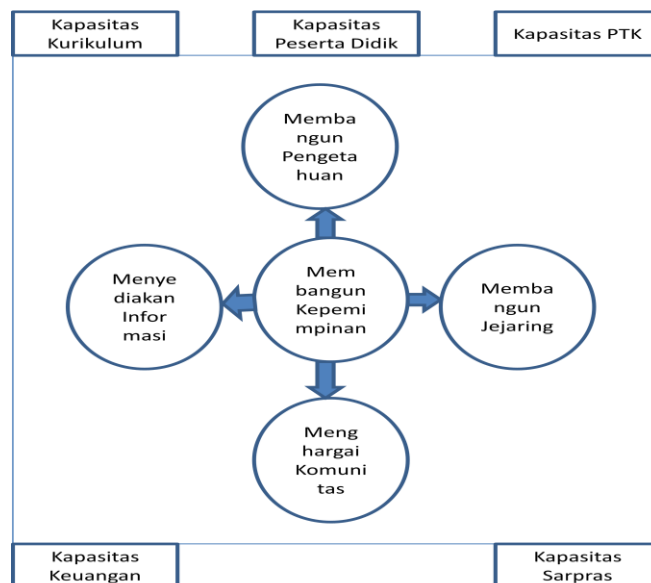 Kapasitas
Kurikulum
Kapasitas
Peserta Didik
Kapasitas PTK
Memba
ngun
Pengeta
huan
Menye
diakan
Infor
masi
Mem
bangun
Kepemi
mpinan
Memba
ngun
Jejaring
Meng
hargai
Komuni
tas
Kapasitas
Keuangan
Kapasitas
Sarpras